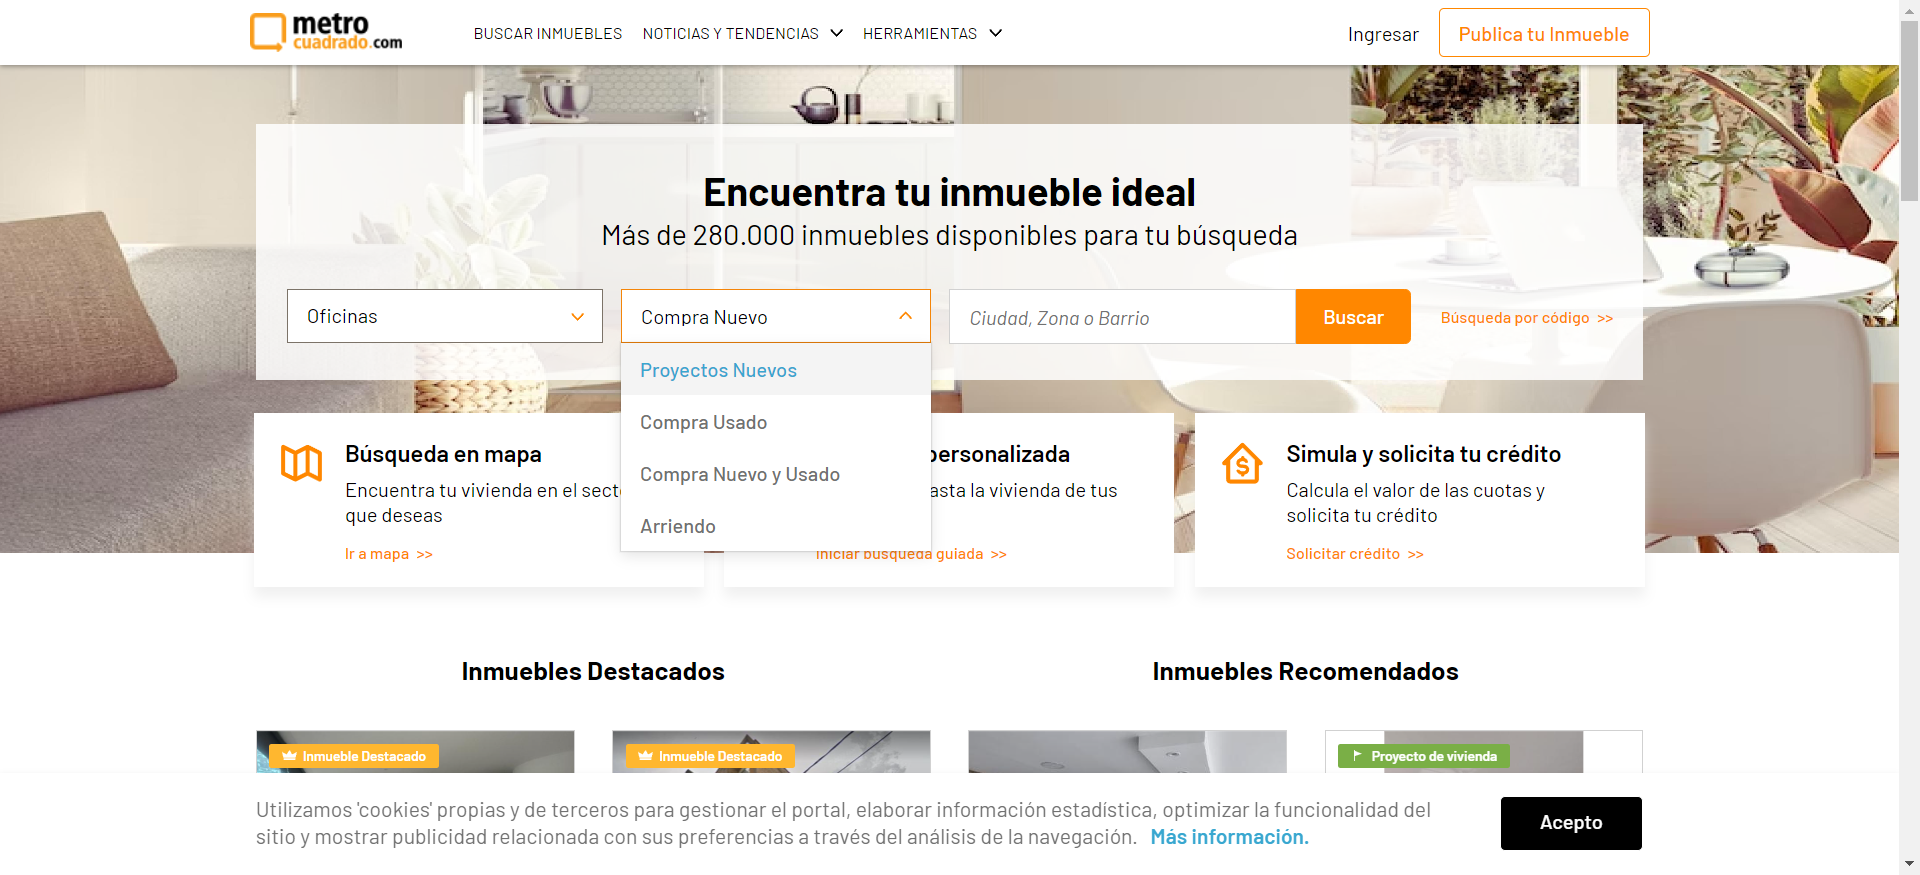 metro
cuadrado.com
BUSCAR INMUEBLES
NOTICIAS Y TENDENCIAS
HERRAMIENTAS
Ingresar
Publica tu Inmueble
Encuentra tu inmueble ideal
Más de 280.000 inmuebles disponibles para tu búsqueda
Oficinas
Compra Nuevo
Ciudad, Zona o Barrio
Buscar
Búsqueda por código >>
Proyectos Nuevos
Compra Usado
Compra Nuevo y Usado
Arriendo
Búsqueda en mapa
Encuentra tu vivienda en el
que deseas
Ir a mapa >>
personalizada
la vivienda de tus
Iniciar búsqueda guiada >>
Simula y solicita tu crédito
Calcula el valor de las cuotas y
solicita tu crédito
Solicitar crédito >>
Inmuebles Destacados
Inmuebles Recomendados
Inmueble Destacado
Inmueble Destacado
Proyecto de vivienda
Utilizamos 'cookies' propias y de terceros para gestionar el portal, elaborar información estadística, optimizar la funcionalidad del
sitio y mostrar publicidad relacionada con sus preferencias a través del análisis de la navegación. Más información.
Acepto